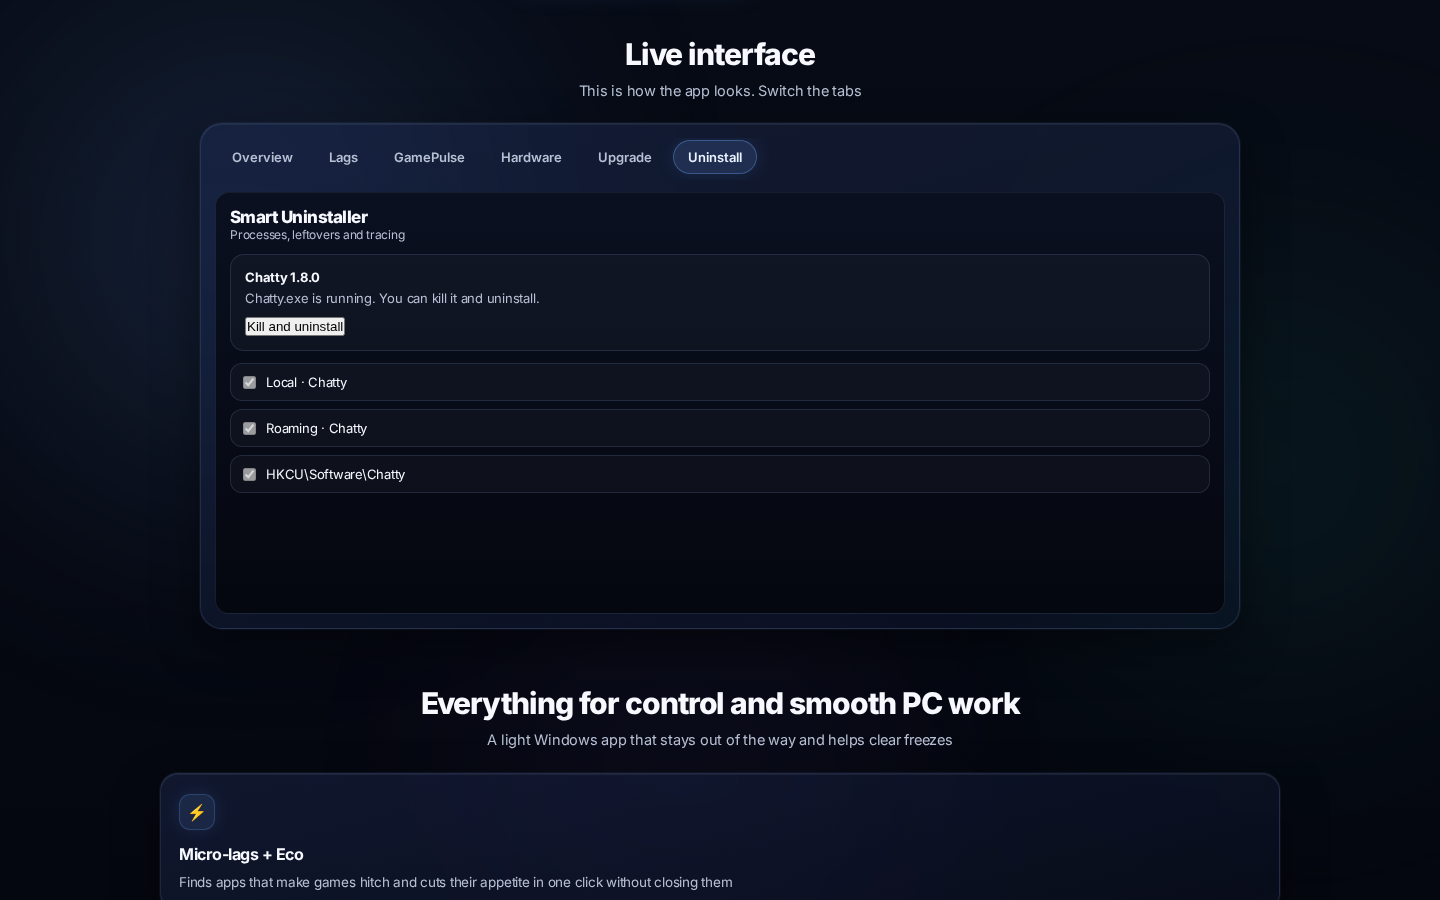 Live interface
This is how the app looks. Switch the tabs
Overview Lags GamePulse Hardware Upgrade Uninstall
Smart Uninstaller
Processes, leftovers and tracing
Chatty 1.8.0
Chatty.exe is running. You can kill it and uninstall.
Kill and uninstall
Local · Chatty
Roaming · Chatty
HKCU\Software\Chatty
Everything for control and smooth PC work
A light Windows app that stays out of the way and helps clear freezes
Micro-lags + Eco
Finds apps that make games hitch and cuts their appetite in one click without closing them